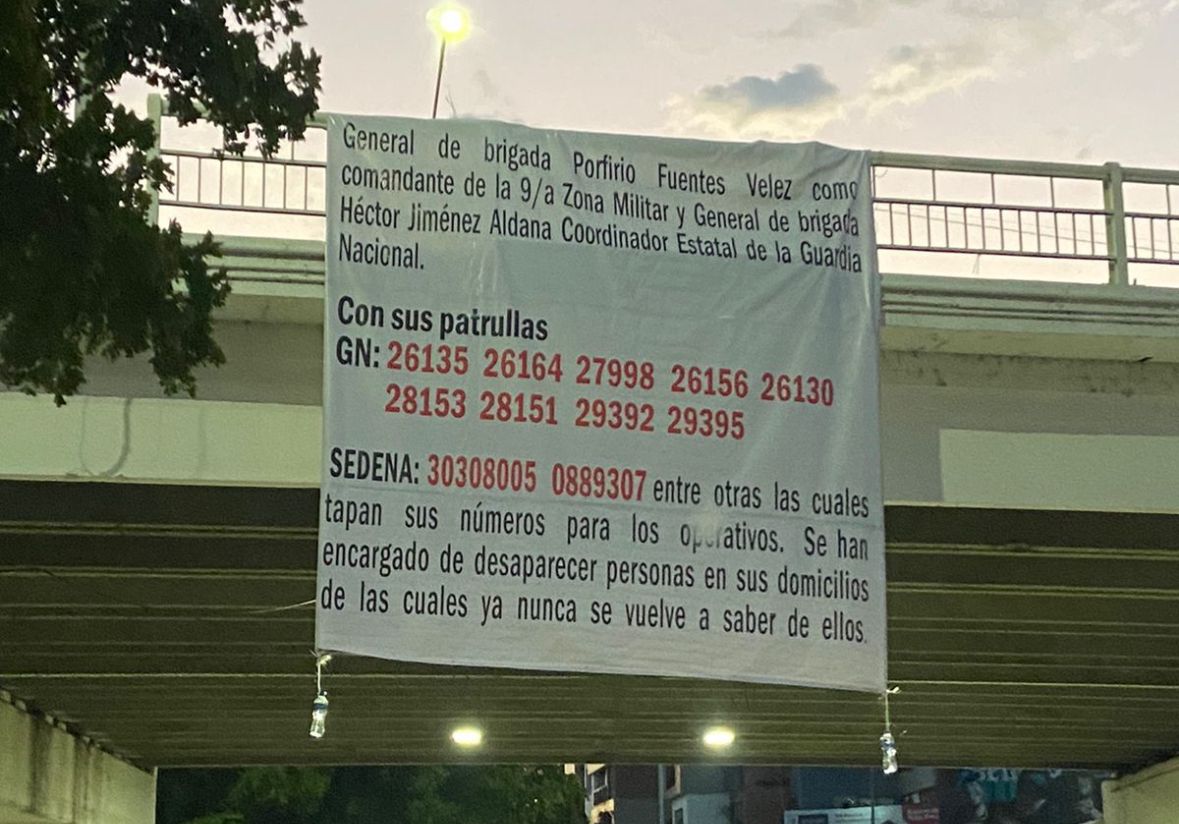 General de brigada Porfirio Fuentes Velez como
comandante de la 9/a Zona Militar y General de brigada
Héctor Jiménez Aldana Coordinador Estatal de la Guardia
Nacional.
Con sus patrullas
GN: 26135 26164 27998 26156 26130
28153 28151 29392 29395
SEDENA: 30308005 0889307 entre otras las cuales
tapan sus números para los operativos. Se han
encargado de desaparecer personas en sus domicilios
de las cuales ya nunca se vuelve a saber de ellos.